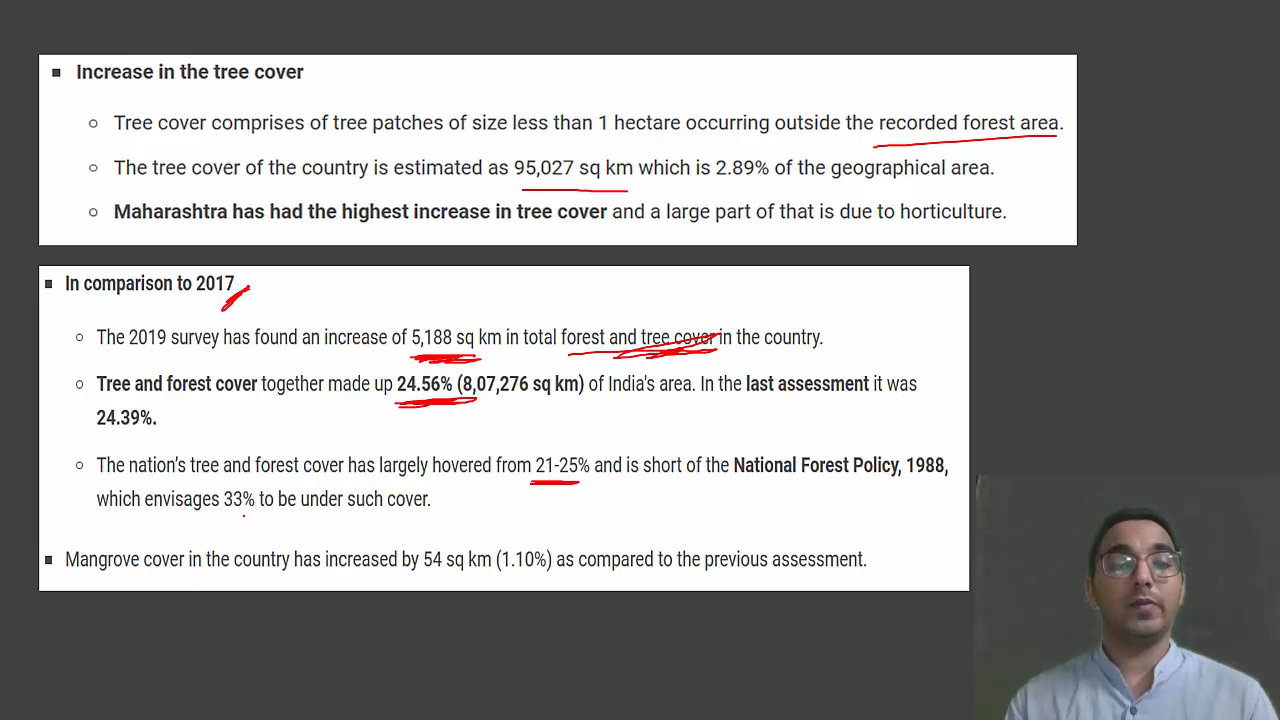 Increase in the tree cover
Tree cover comprises of tree patches of size less than 1 hectare occurring outside the recorded forest area.
The tree cover of the country is estimated as 95,027 sq km which is 2.89% of the geographical area.
Maharashtra has had the highest increase in tree cover and a large part of that is due to horticulture.
In comparison to 2017
The 2019 survey has found an increase of 5,188 sq km in total forest and tree cover in the country.
Tree and forest cover together made up 24.56% (8,07,276 sq km) of India's area. In the last assessment it was
24.39%.
The nation’s tree and forest cover has largely hovered from 21-25% and is short of the National Forest Policy, 1988,
which envisages 33% to be under such cover.
Mangrove cover in the country has increased by 54 sq km (1.10%) as compared to the previous assessment.